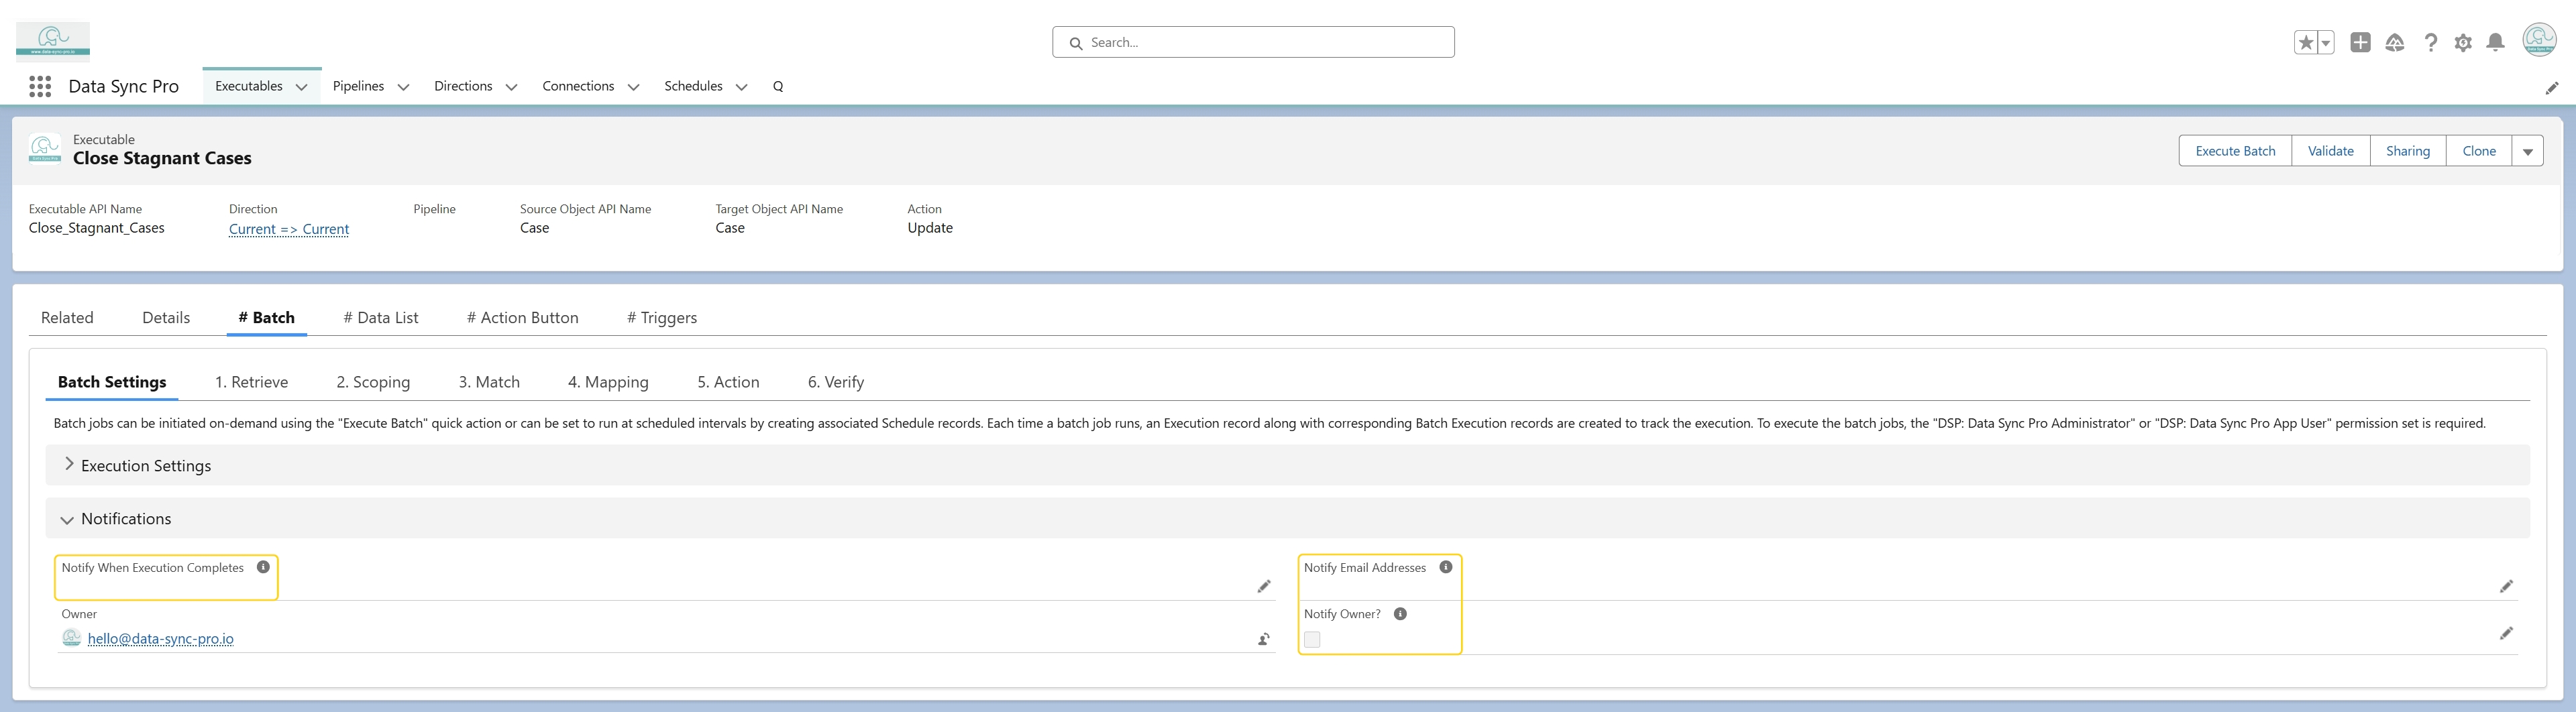 www.data-sync-pro.io
Search...
Data Sync Pro
Executables
Pipelines
Directions
Connections
Schedules
Q
Executable
Close Stagnant Cases
Execute Batch
Validate
Sharing
Clone
Executable API Name
Close_Stagnant_Cases
Direction
Current => Current
Pipeline
Source Object API Name
Case
Target Object API Name
Case
Action
Update
Related
Details
# Batch
# Data List
# Action Button
# Triggers
Batch Settings
1. Retrieve
2. Scoping
3. Match
4. Mapping
5. Action
6. Verify
Batch jobs can be initiated on-demand using the "Execute Batch" quick action or can be set to run at scheduled intervals by creating associated Schedule records. Each time a batch job runs, an Execution record along with corresponding Batch Execution records are created to track the execution. To execute the batch jobs, the "DSP: Data Sync Pro Administrator" or "DSP: Data Sync Pro App User" permission set is required.
Execution Settings
Notifications
Notify When Execution Completes
Notify Email Addresses
Owner
hello@data-sync-pro.io
Notify Owner?